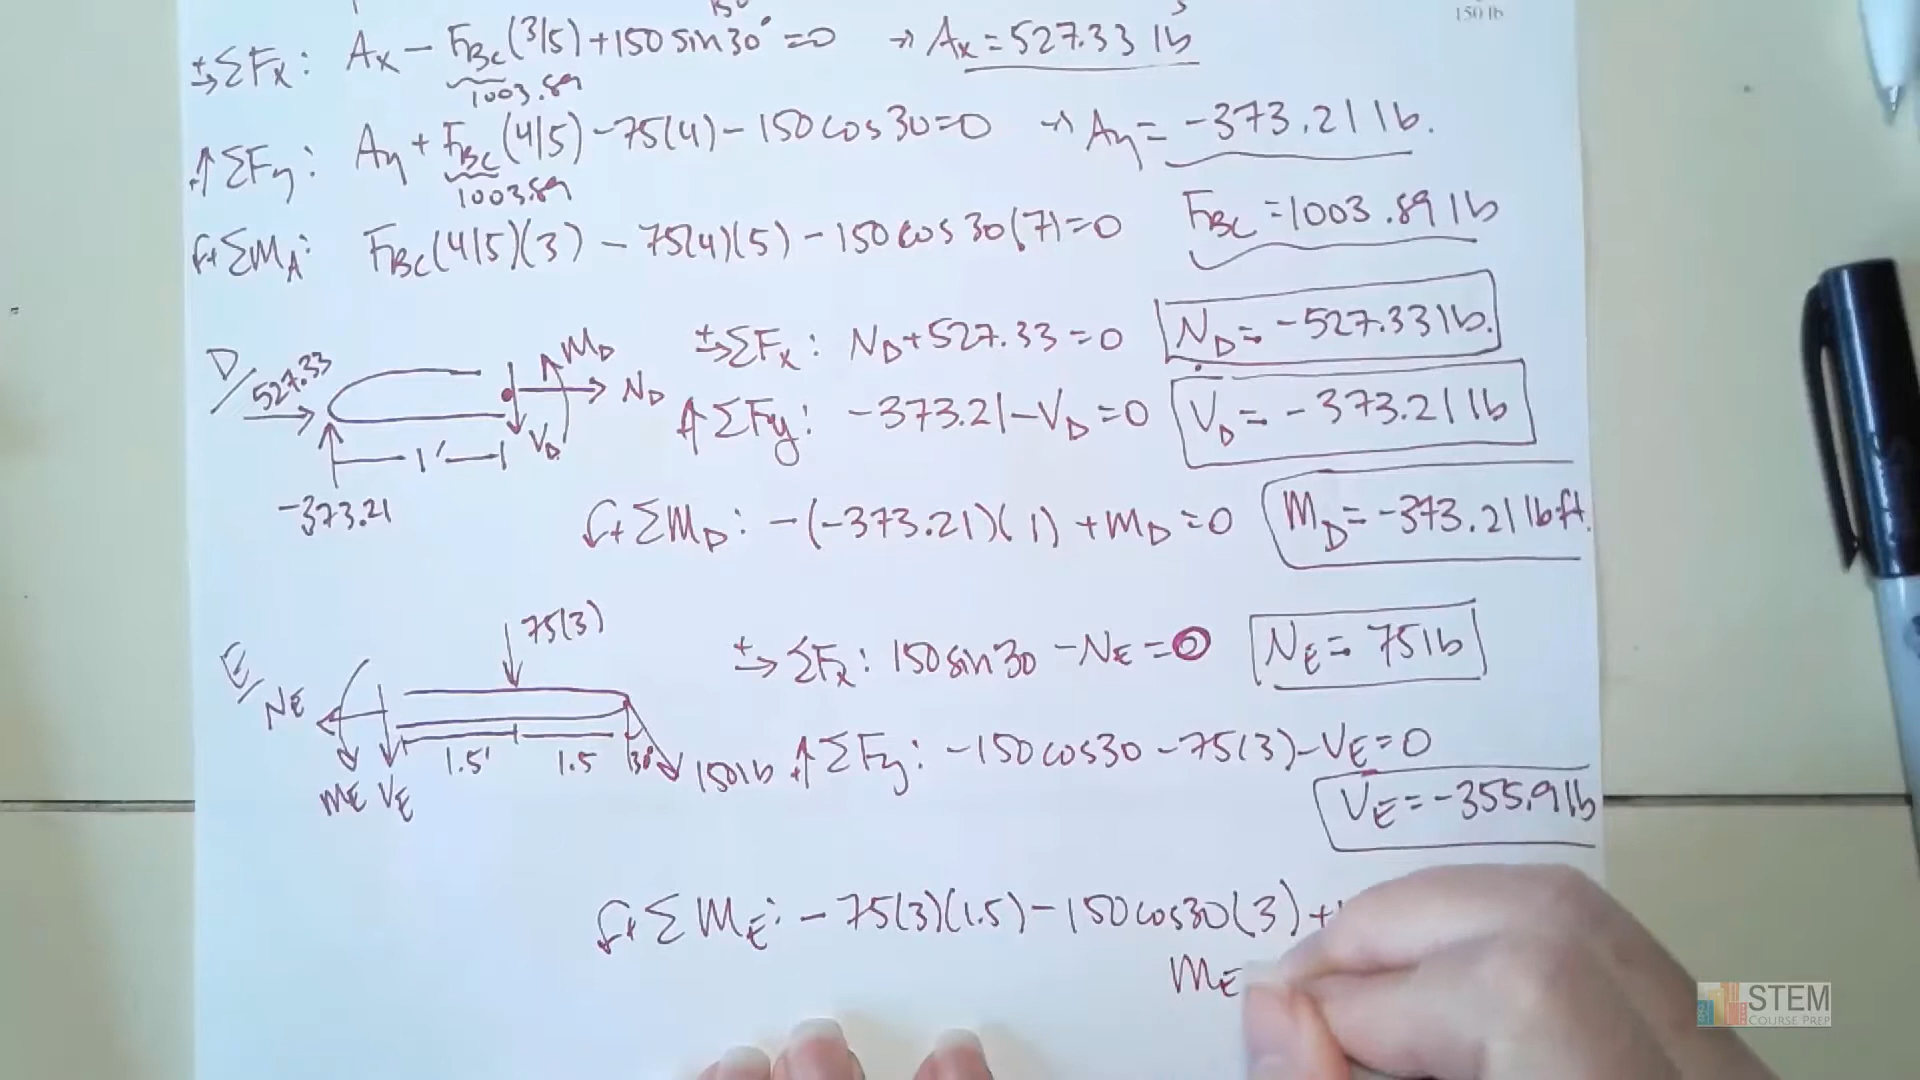 +→ΣFx: Ax - FBC(3/5) + 150 sin30° = 0 → Ax = 527.33 lb
1003.89
150 lb
+↑ΣFy: Ay + FBC(4/5) - 75(4) - 150 cos 30 = 0 → Ay = -373.21 lb.
1003.89
FBC = 1003.89 lb
↶+ΣMA: FBC(4/5)(3) - 75(4)(5) - 150 cos 30(7) = 0
D/
527.33
MD
ND
VD
1'
-373.21
+→ΣFx: ND + 527.33 = 0 ND = -527.33 lb.
+↑ΣFy: -373.21 - VD = 0 VD = -373.21 lb
↶+ΣMD: -(-373.21)(1) + MD = 0 MD = -373.21 lb ft.
E/
75(3)
NE
ME VE
1.5' 1.5 30° 150 lb
+→ΣFx: 150 sin 30 - NE = 0 NE = 75 lb
+↑ΣFy: -150 cos 30 - 75(3) - VE = 0
VE = -355.9 lb
↶+ΣME: -75(3)(1.5) - 150 cos 30(3) +
ME
STEM
COURSE PREP